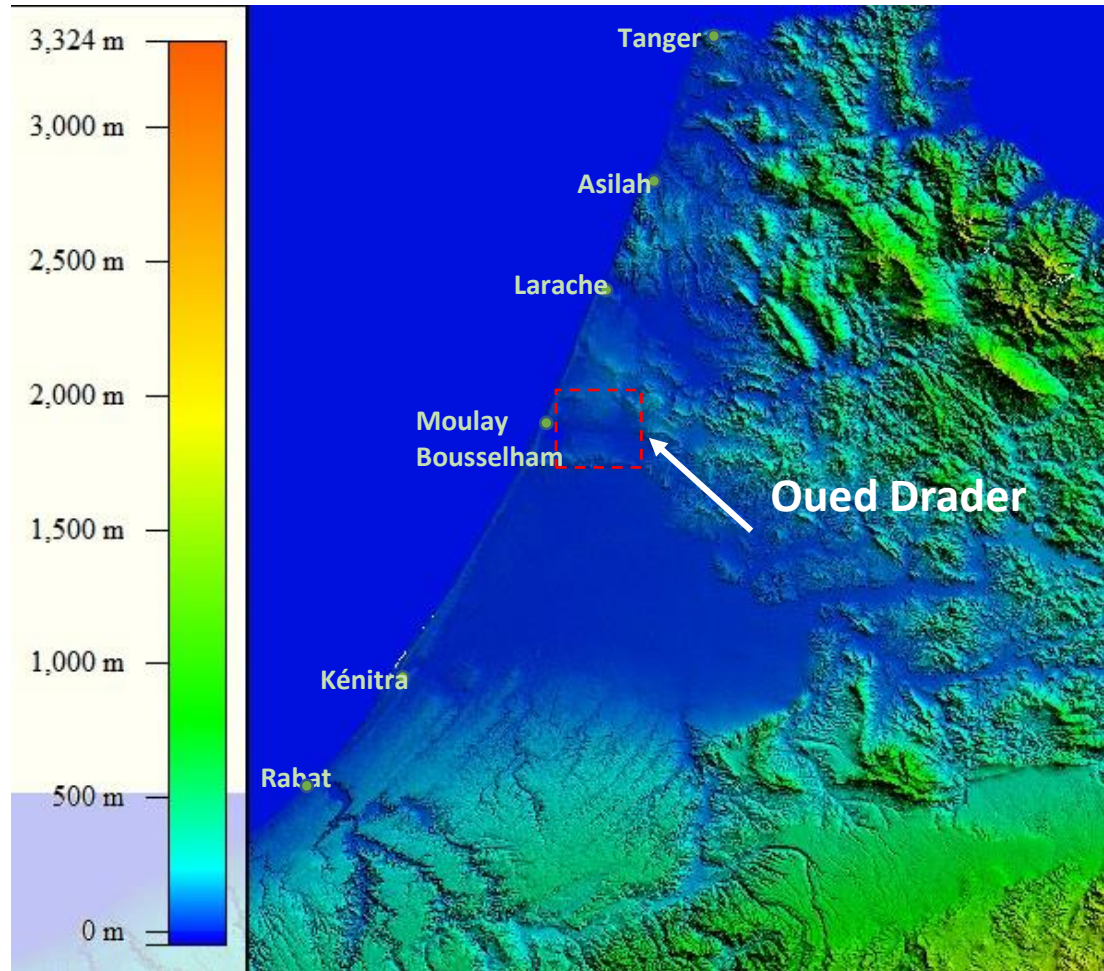 3,324 m
3,000 m
2,500 m
2,000 m
1,500 m
1,000 m
500 m
0 m
Tanger
Asilah
Larache
Moulay
Bousselham
Oued Drader
Kénitra
Rabat